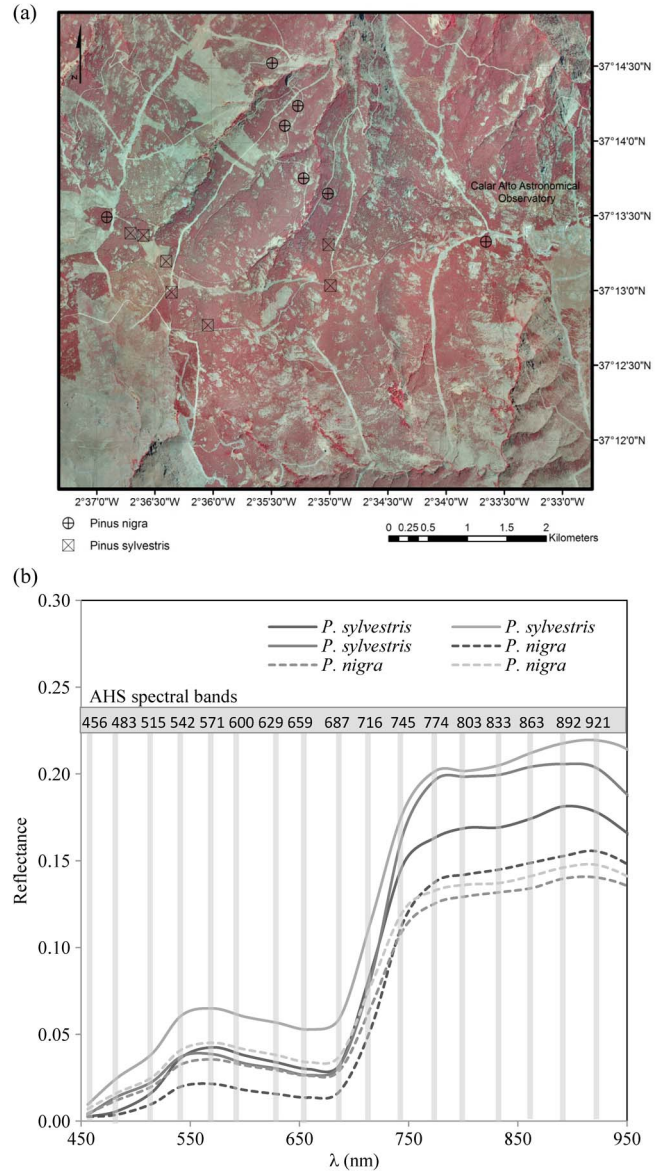 (a)
N
37°14'30"N
37°14'0"N
Calar Alto Astronomical
Observatory
37°13'30"N
37°13'0"N
37°12'30"N
37°12'0"N
2°37'0"W 2°36'30"W 2°36'0"W 2°35'30"W 2°35'0"W 2°34'30"W 2°34'0"W 2°33'30"W 2°33'0"W
Pinus nigra
Pinus sylvestris
0 0.25 0.5 1 1.5 2
Kilometers
(b)
0.30
P. sylvestris P. sylvestris
P. sylvestris P. nigra
P. nigra P. nigra
0.25
AHS spectral bands
456 483 515 542 571 600 629 659 687 716 745 774 803 833 863 892 921
0.20
0.15
Reflectance
0.10
0.05
0.00
450 550 650 750 850 950
λ (nm)